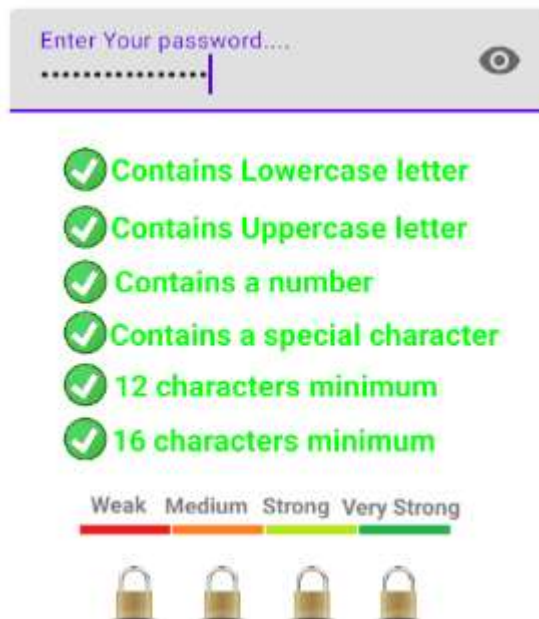 Enter Your password....
Contains Lowercase letter
Contains Uppercase letter
Contains a number
Contains a special character
12 characters minimum
16 characters minimum
Weak Medium Strong Very Strong